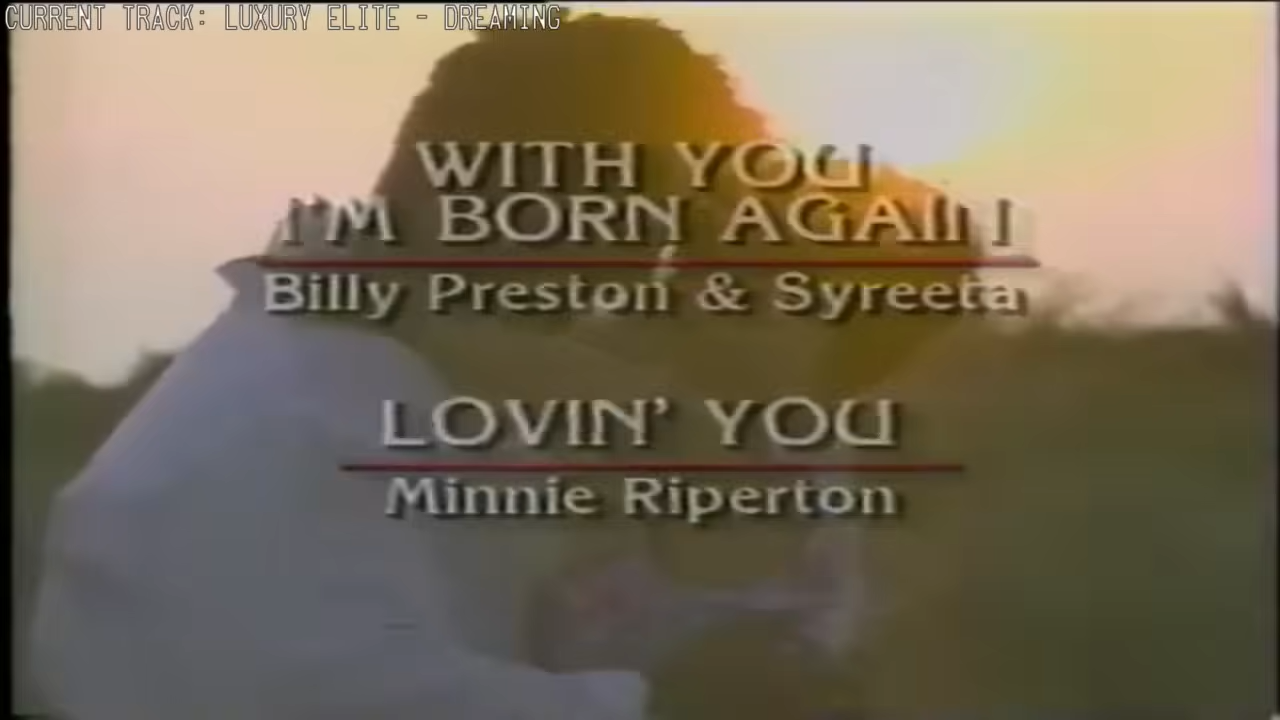 CURRENT TRACK: LUXURY ELITE - DREAMING
WITH YOU
I'M BORN AGAIN
Billy Preston & Syreeta
LOVIN' YOU
Minnie Riperton